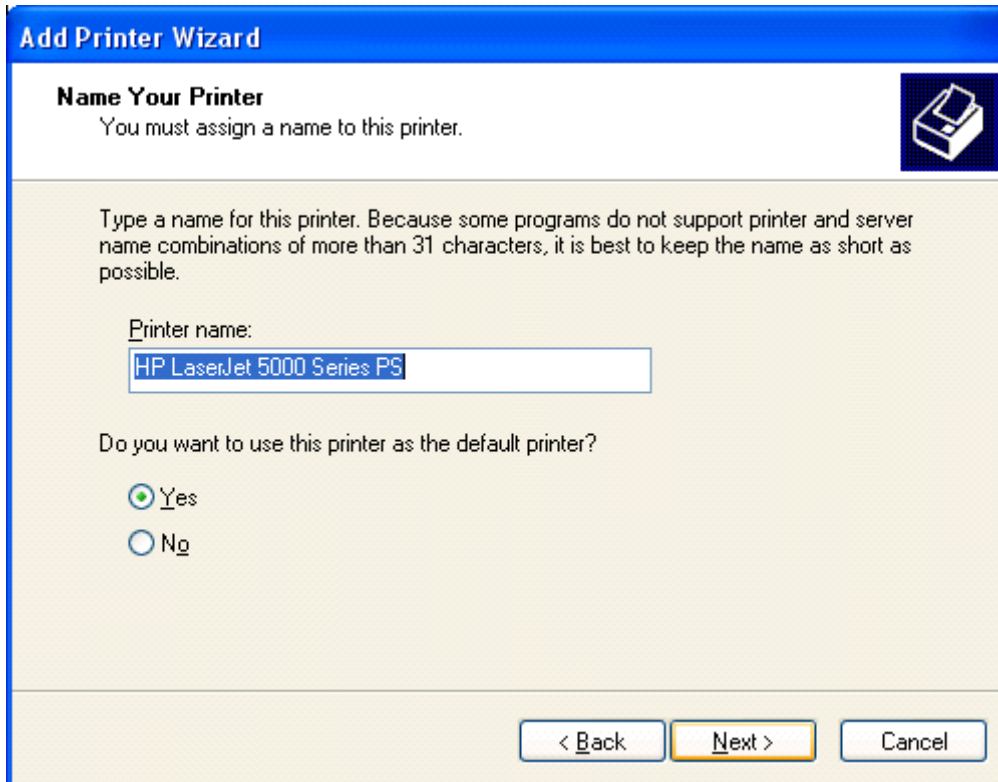 Add Printer Wizard
Name Your Printer
You must assign a name to this printer.
Type a name for this printer. Because some programs do not support printer and server
name combinations of more than 31 characters, it is best to keep the name as short as
possible.
Printer name:
HP LaserJet 5000 Series PS
Do you want to use this printer as the default printer?
Yes
No
< Back Next > Cancel